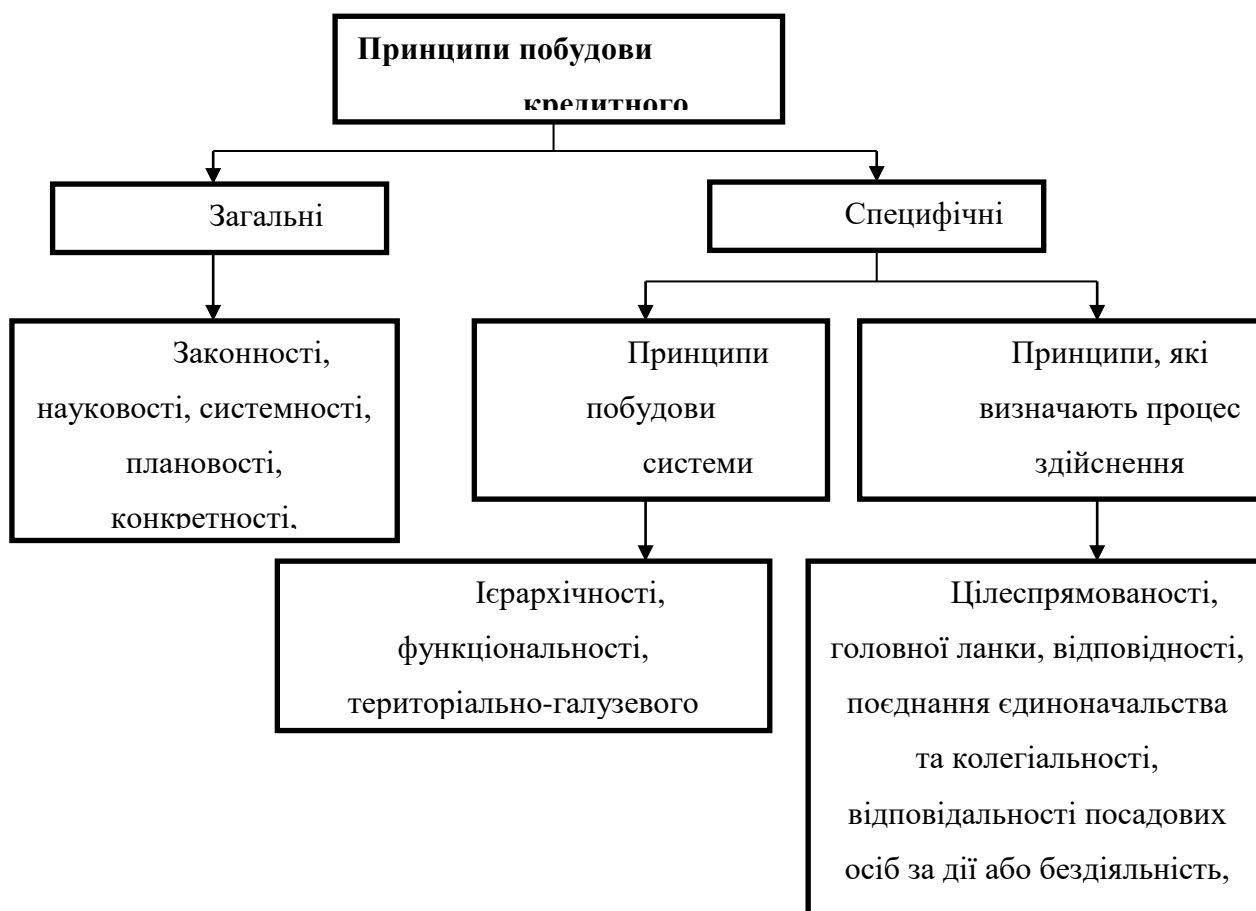 Принципи побудови
кредитного
Загальні
Специфічні
Законності,
науковості, системності,
плановості,
конкретності,
Принципи
побудови
системи
Принципи, які
визначають процес
здійснення
Ієрархічності,
функціональності,
територіально-галузевого
Цілеспрямованості,
головної ланки, відповідності,
поєднання єдиноначальства
та колегіальності,
відповідальності посадових
осіб за дії або бездіяльність,